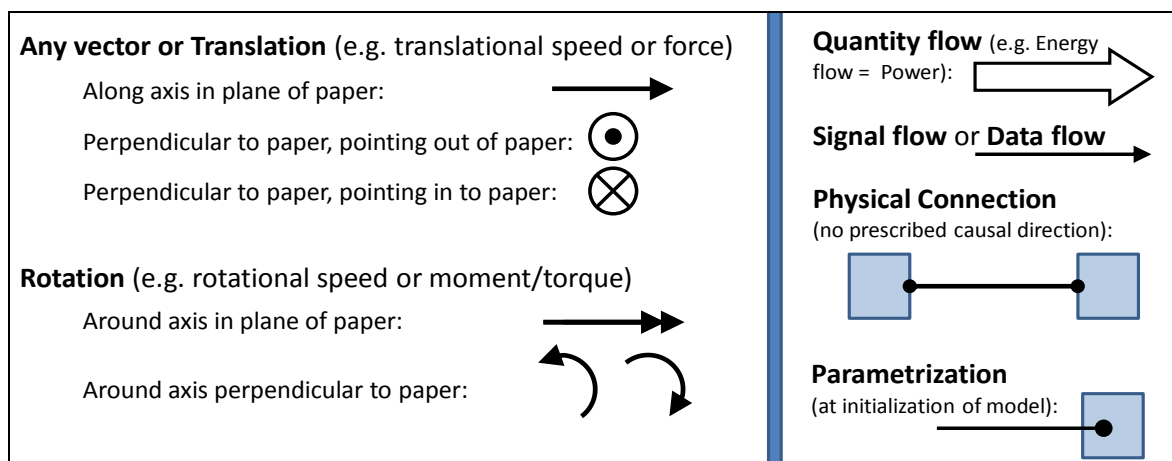 Any vector or Translation (e.g. translational speed or force)
Along axis in plane of paper:
Perpendicular to paper, pointing out of paper:
Perpendicular to paper, pointing in to paper:
Rotation (e.g. rotational speed or moment/torque)
Around axis in plane of paper:
Around axis perpendicular to paper:
Quantity flow (e.g. Energy
flow = Power):
Signal flow or Data flow
Physical Connection
(no prescribed causal direction):
Parametrization
(at initialization of model):